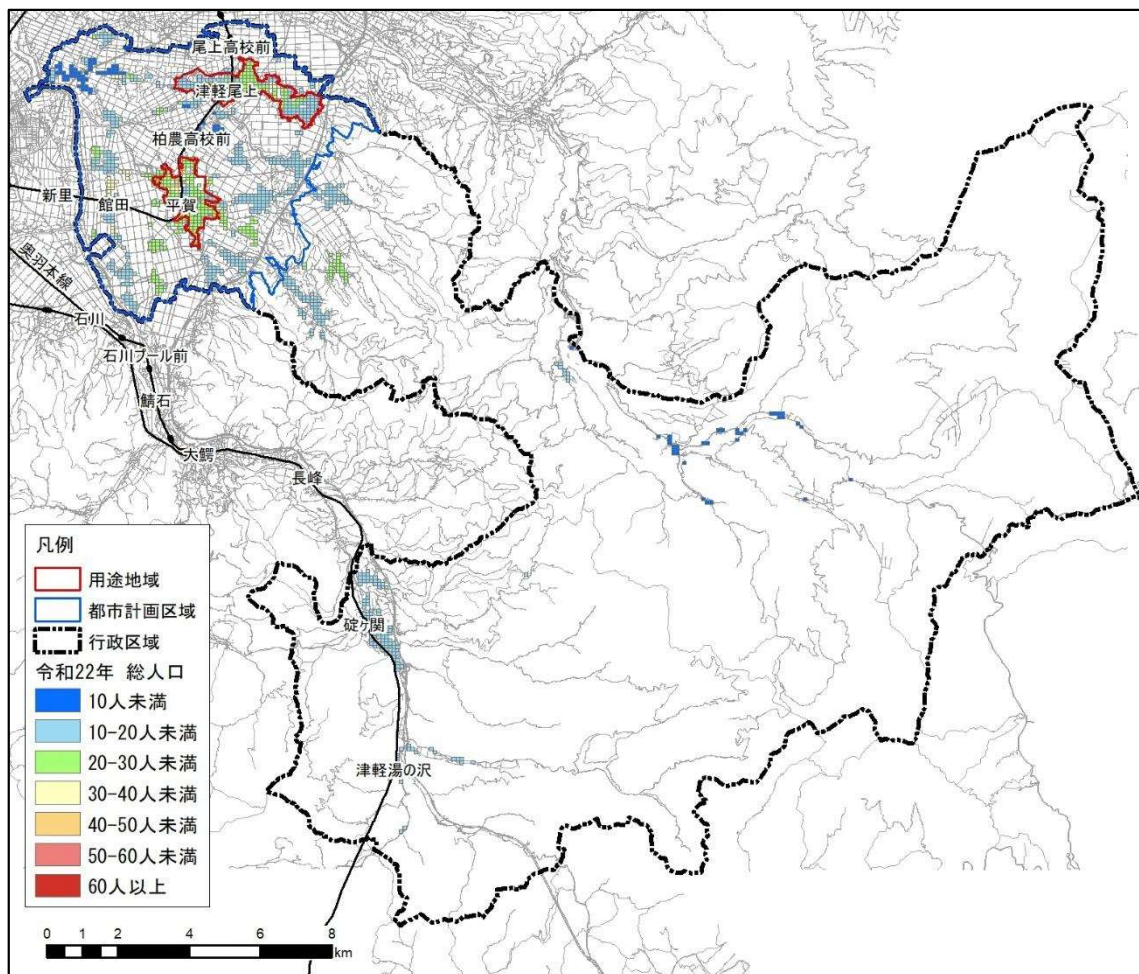 尾上高校前
津軽尾上
柏農高校前
新里
館田
平賀
奥羽本線
石川
石川プール前
鯖石
大鰐
長峰
碇ヶ関
津軽湯の沢
凡例
用途地域
都市計画区域
行政区域
令和22年 総人口
10人未満
10-20人未満
20-30人未満
30-40人未満
40-50人未満
50-60人未満
60人以上
0 1 2 4 6 8
km